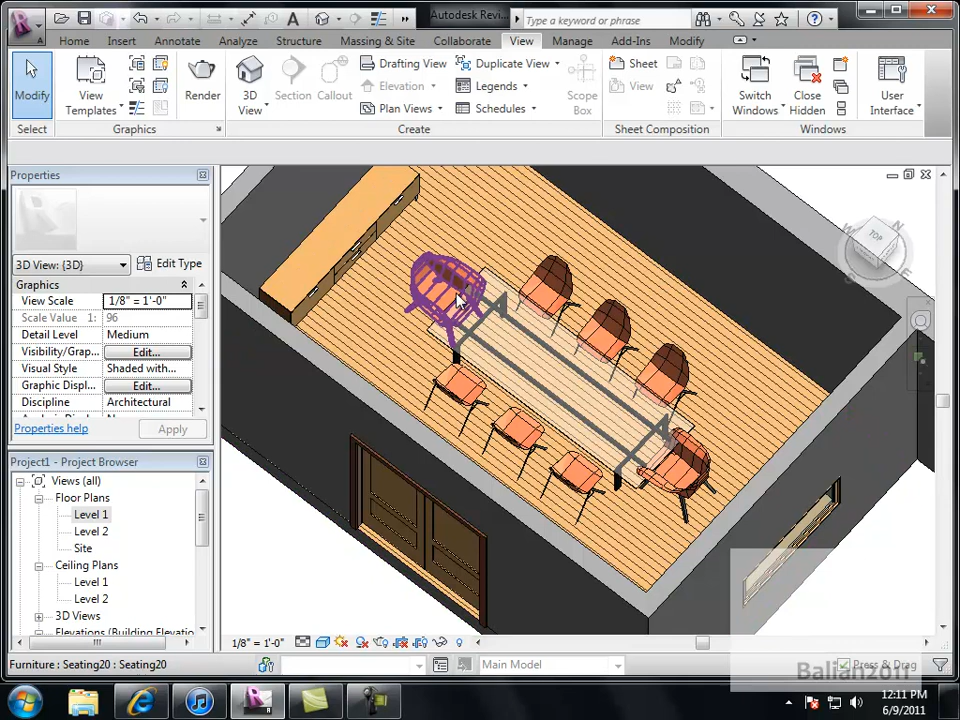 Autodesk Revi...
Type a keyword or phrase
Home Insert Annotate Analyze Structure Massing & Site Collaborate View Manage Add-Ins Modify
Modify
View Templates
Render
3D View
Section
Callout
Drafting View
Elevation
Plan Views
Duplicate View
Legends
Schedules
Scope Box
Sheet
View
Switch Windows
Close Hidden
User Interface
Select Graphics Create Sheet Composition Windows
Properties
3D View: {3D} Edit Type
Graphics
View Scale 1/8" = 1'-0"
Scale Value 1: 96
Detail Level Medium
Visibility/Grap... Edit...
Visual Style Shaded with...
Graphic Displ... Edit...
Discipline Architectural
Properties help Apply
Project1 - Project Browser
Views (all)
Floor Plans
Level 1
Level 2
Site
Ceiling Plans
Level 1
Level 2
3D Views
Elevations (Building Elevatio
TOP
N
W
E
1/8" = 1'-0"
Furniture : Seating20 : Seating20
Main Model
Press & Drag
Balian2011
12:11 PM
6/9/2011